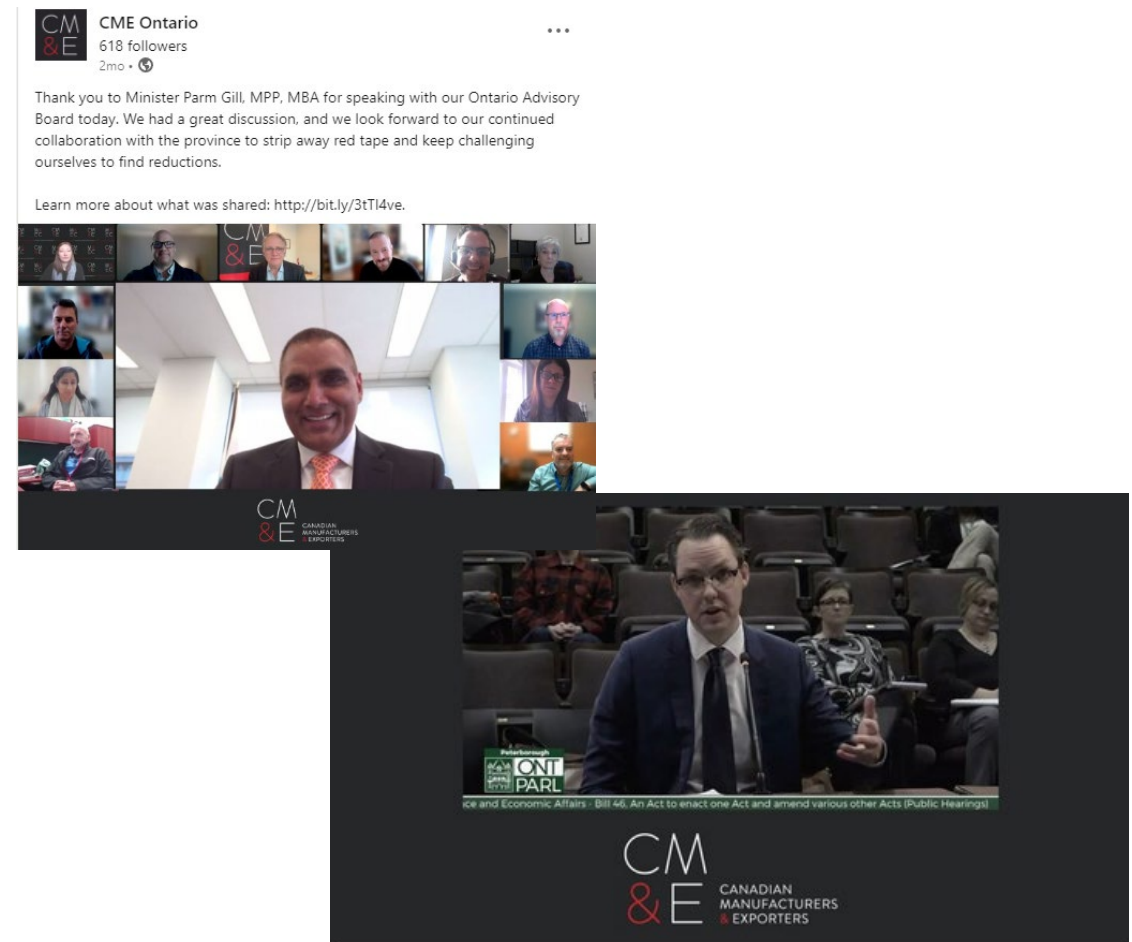 CM
& E
CME Ontario
618 followers
2mo •
Thank you to Minister Parm Gill, MPP, MBA for speaking with our Ontario Advisory
Board today. We had a great discussion, and we look forward to our continued
collaboration with the province to strip away red tape and keep challenging
ourselves to find reductions.
Learn more about what was shared: http://bit.ly/3tTl4ve.
CM
& E
CM
& E
CANADIAN
MANUFACTURERS
& EXPORTERS
Peterborough
ONT
PARL
ce and Economic Affairs - Bill 46, An Act to enact one Act and amend various other Acts (Public Hearings)
CM
& E
CANADIAN
MANUFACTURERS
& EXPORTERS